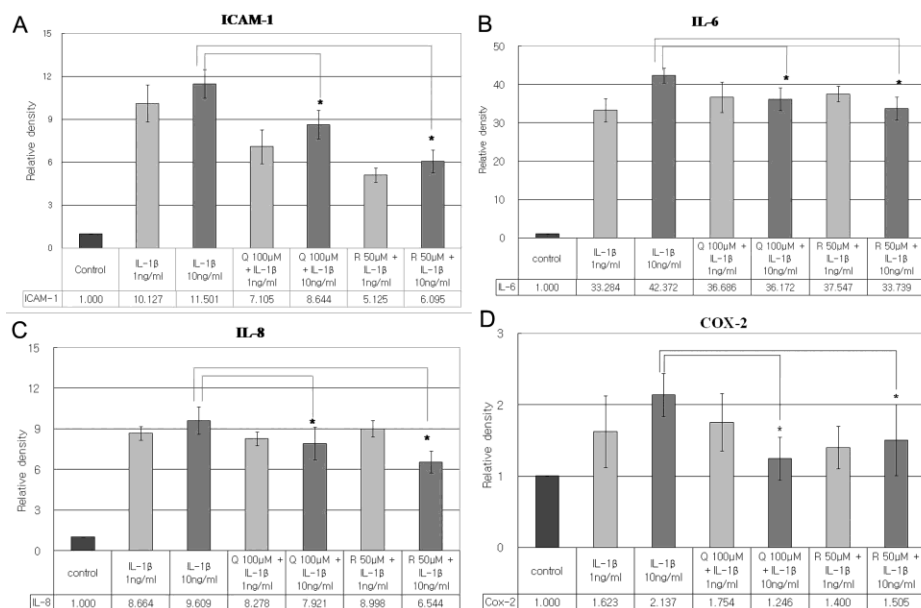 A
ICAM-1
15
12
9
6
3
0
Relative density
*
*
Control
IL-1β
1ng/ml
IL-1β
10ng/ml
Q 100μM
+ IL-1β
1ng/ml
Q 100μM
+ IL-1β
10ng/ml
R 50μM +
IL-1β
1ng/ml
R 50μM +
IL-1β
10ng/ml
ICAM-1 1.000 10.127 11.501 7.105 8.644 5.125 6.095
B
IL-6
50
40
30
20
10
0
Relative density
*
*
control
IL-1β
1ng/ml
IL-1β
10ng/ml
Q 100μM
+ IL-1β
1ng/ml
Q 100μM
+ IL-1β
10ng/ml
R 50μM +
IL-1β
1ng/ml
R 50μM +
IL-1β
10ng/ml
IL-6 1.000 33.284 42.372 36.686 36.172 37.547 33.739
C
IL-8
15
12
9
6
3
0
Relative density
*
*
control
IL-1β
1ng/ml
IL-1β
10ng/ml
Q 100μM +
IL-1β
1ng/ml
Q 100μM
+ IL-1β
10ng/ml
R 50μM +
IL-1β
1ng/ml
R 50μM +
IL-1β
10ng/ml
IL-8 1.000 8.664 9.609 8.278 7.921 8.998 6.544
D
COX-2
3
2
1
0
Relative density
*
*
control
IL-1β
1ng/ml
IL-1β
10ng/ml
Q 100μM
+ IL-1β
1ng/ml
Q 100μM
+ IL-1β
10ng/ml
R 50μM +
IL-1β
1ng/ml
R 50μM +
IL-1β
10ng/ml
Cox-2 1.000 1.623 2.137 1.754 1.246 1.400 1.505